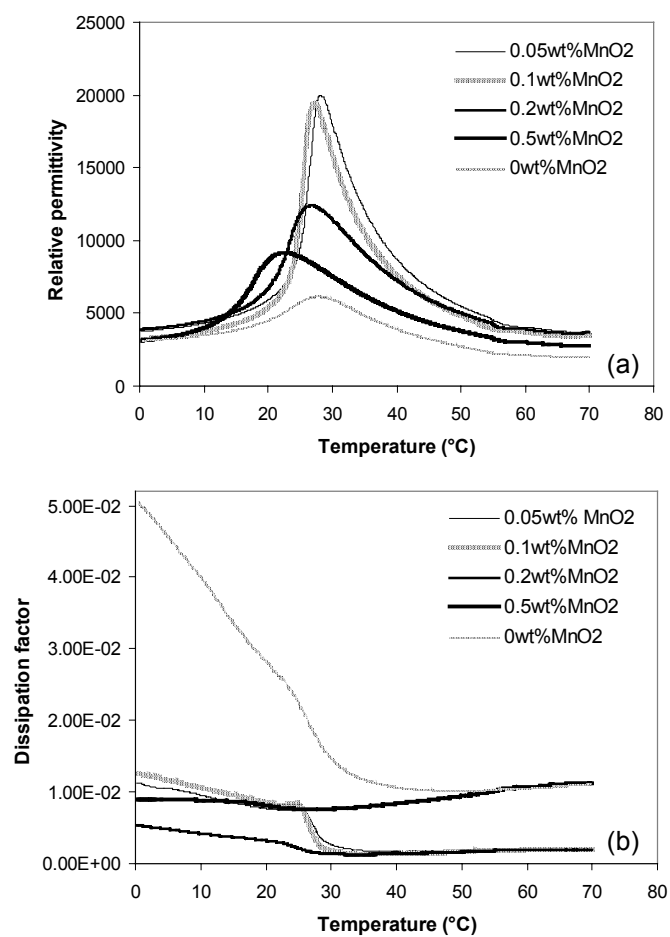 25000
20000
15000
10000
5000
0
Relative permittivity
0.05wt%MnO2
0.1wt%MnO2
0.2wt%MnO2
0.5wt%MnO2
0wt%MnO2
(a)
0 10 20 30 40 50 60 70 80
Temperature (°C)
5.00E-02
4.00E-02
3.00E-02
2.00E-02
1.00E-02
0.00E+00
Dissipation factor
0.05wt% MnO2
0.1wt%MnO2
0.2wt%MnO2
0.5wt%MnO2
0wt%MnO2
(b)
0 10 20 30 40 50 60 70 80
Temperature (°C)